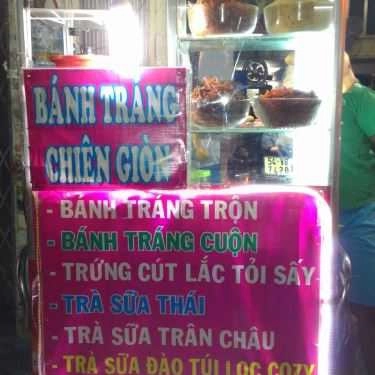 BÁNH TRÁNG
CHIÊN GIÒN
- BÁNH TRÁNG TRỘN
- BÁNH TRÁNG CUỘN
- TRỨNG CÚT LẮC TỎI SẤY
- TRÀ SỮA THÁI
- TRÀ SỮA TRÂN CHÂU
- TRÀ SỮA ĐÀO TÚI LỌC COZY